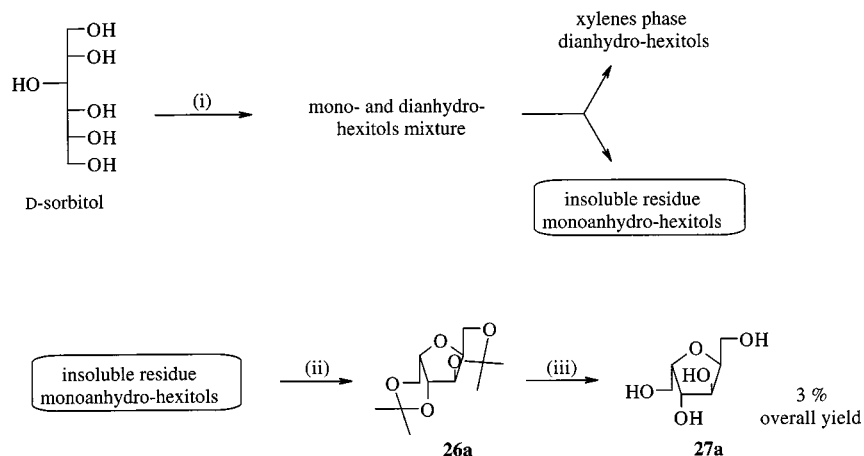 OH
OH
HO
OH
OH
OH
D-sorbitol
(i)
mono- and dianhydro-
hexitols mixture
xylenes phase
dianhydro-hexitols
insoluble residue
monoanhydro-hexitols
insoluble residue
monoanhydro-hexitols
(ii)
O
O
O
O
O
26a
(iii)
O
OH
HO
HO
OH
27a
3 %
overall yield